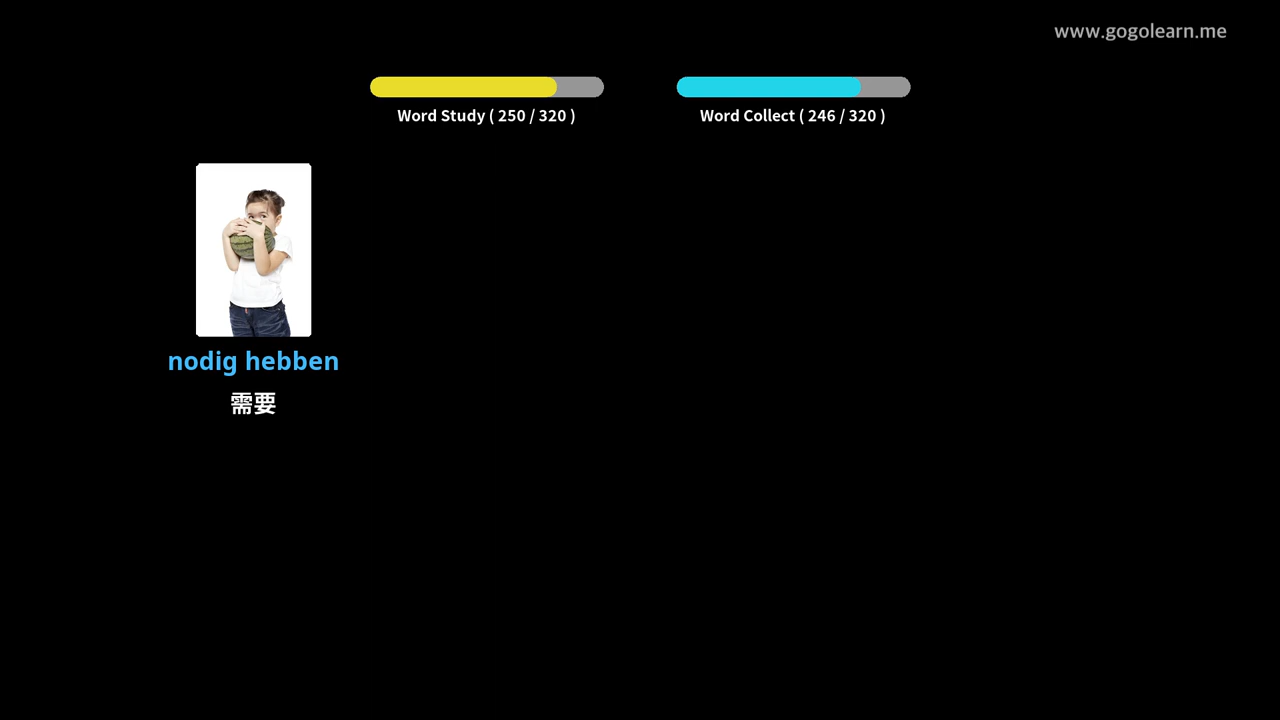 www.gogolearn.me
Word Study ( 250 / 320 )
Word Collect ( 246 / 320 )
nodig hebben
需要